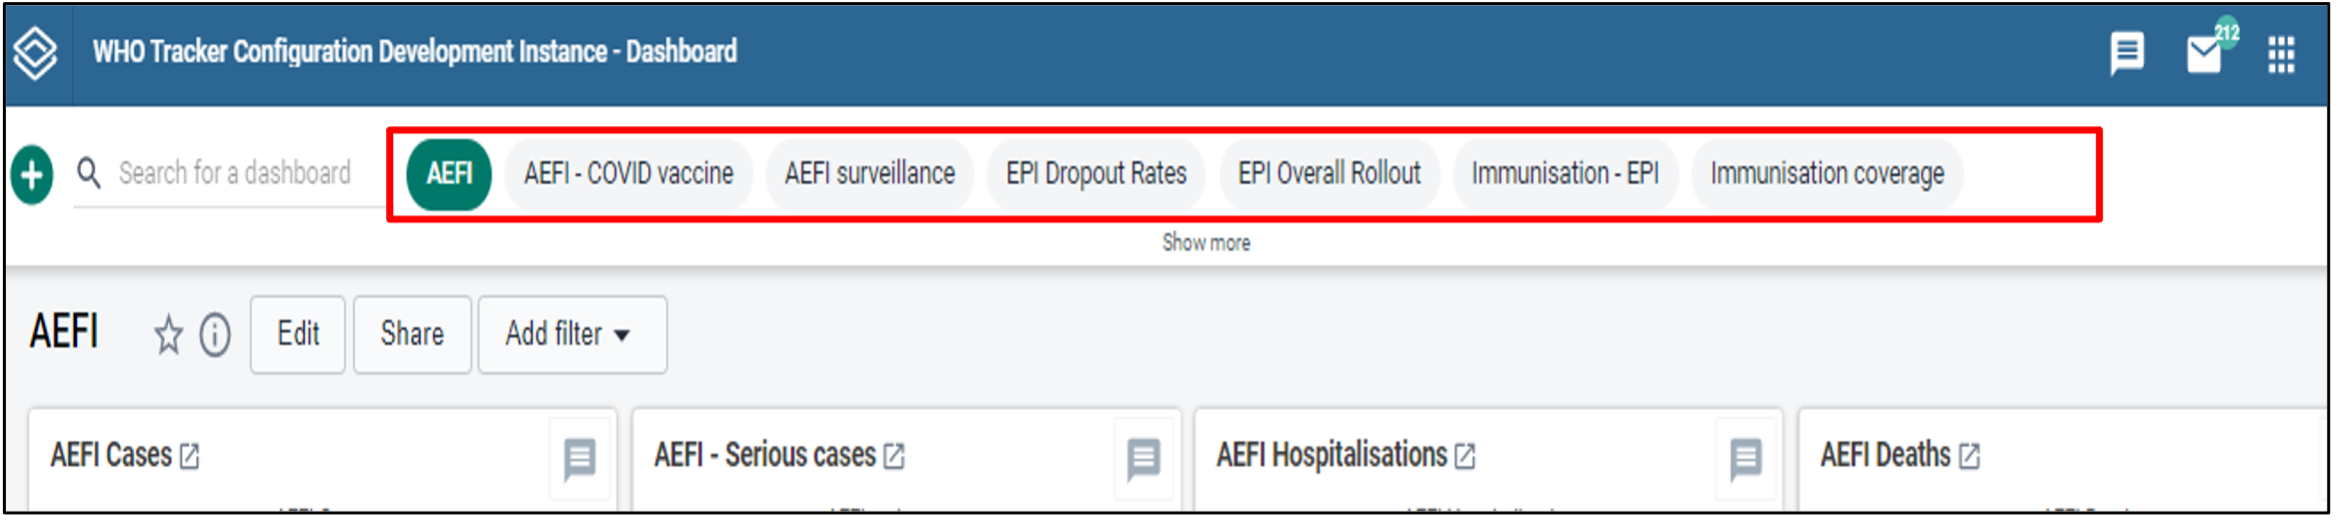 WHO Tracker Configuration Development Instance - Dashboard
212
Search for a dashboard
AEFI
AEFI - COVID vaccine
AEFI surveillance
EPI Dropout Rates
EPI Overall Rollout
Immunisation - EPI
Immunisation coverage
Show more
AEFI
Edit
Share
Add filter
AEFI Cases
AEFI - Serious cases
AEFI Hospitalisations
AEFI Deaths